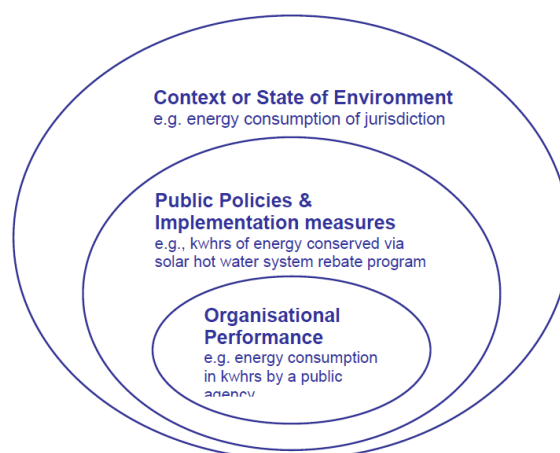 Context or State of Environment
e.g. energy consumption of jurisdiction
Public Policies &
Implementation measures
e.g., kwhrs of energy conserved via
solar hot water system rebate program
Organisational
Performance
e.g. energy consumption
in kwhrs by a public
agency